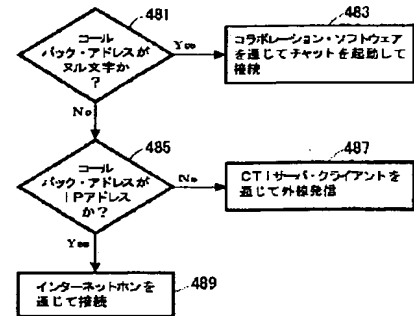 481
コール
バック・アドレスが
ヌル文字か
?
Yes
483
コラボレーション・ソフトウェア
を通じてチャットを起動して
接続
No
485
コール
バック・アドレスが
IPアドレス
か?
No
487
CTIサーバ・クライアントを
通じて外線発信
Yes
インターネットホンを
通じて接続
489